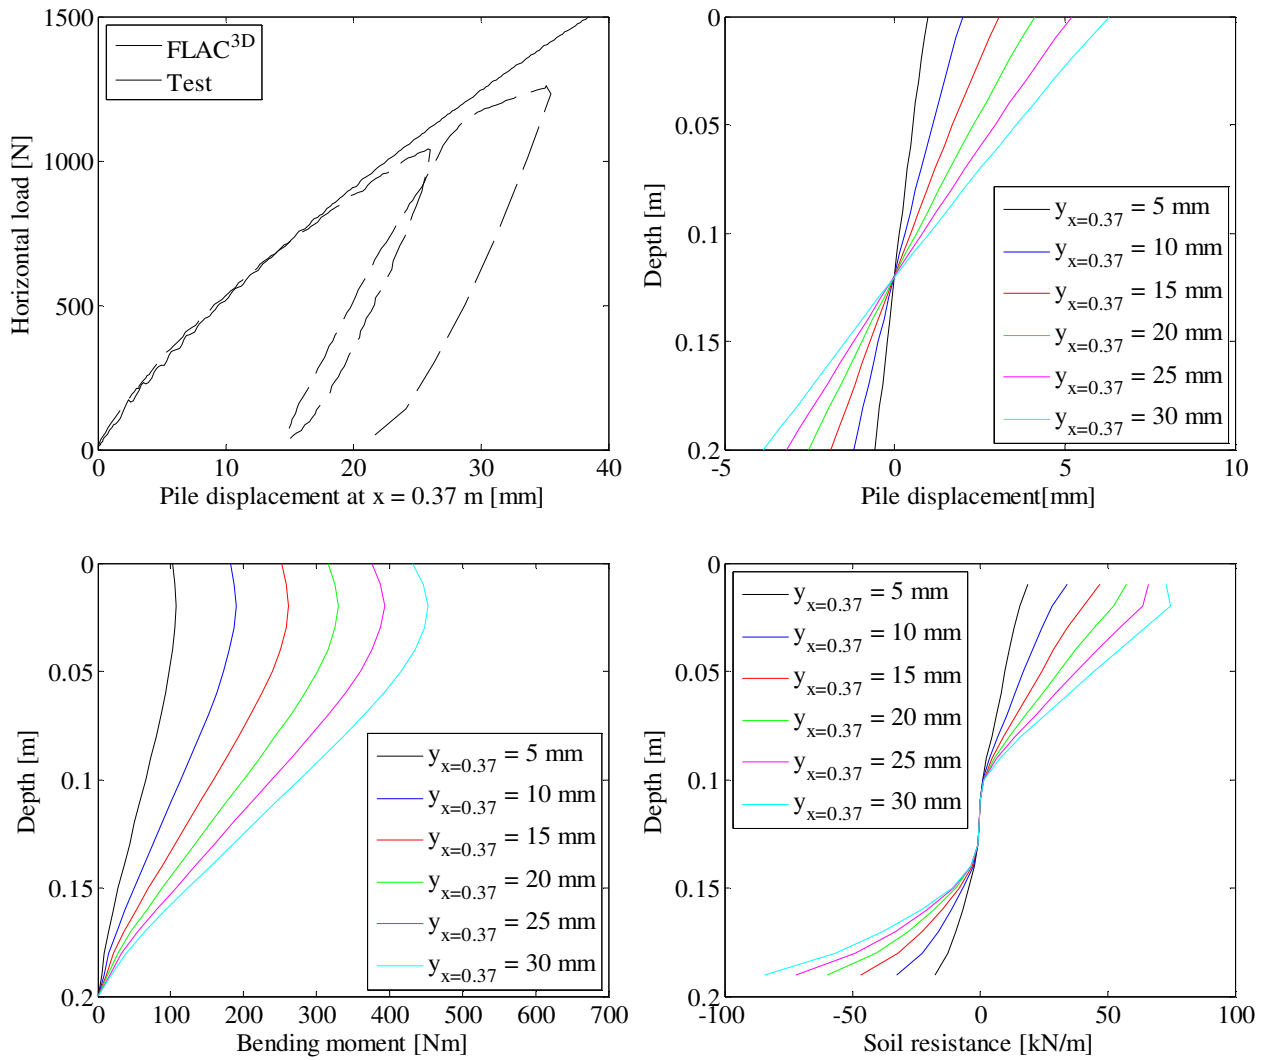 1500
1000
500
0
Horizontal load [N]
FLAC3D
Test
0 10 20 30 40
Pile displacement at x = 0.37 m [mm]
0
0.05
0.1
0.15
0.2
Depth [m]
yx=0.37 = 5 mm
yx=0.37 = 10 mm
yx=0.37 = 15 mm
yx=0.37 = 20 mm
yx=0.37 = 25 mm
yx=0.37 = 30 mm
-5 0 5 10
Pile displacement[mm]
0
0.05
0.1
0.15
0.2
Depth [m]
yx=0.37 = 5 mm
yx=0.37 = 10 mm
yx=0.37 = 15 mm
yx=0.37 = 20 mm
yx=0.37 = 25 mm
yx=0.37 = 30 mm
0 100 200 300 400 500 600 700
Bending moment [Nm]
0
0.05
0.1
0.15
0.2
Depth [m]
yx=0.37 = 5 mm
yx=0.37 = 10 mm
yx=0.37 = 15 mm
yx=0.37 = 20 mm
yx=0.37 = 25 mm
yx=0.37 = 30 mm
-100 -50 0 50 100
Soil resistance [kN/m]